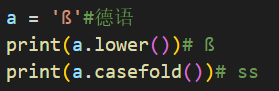 a = 'ß'#德语
print(a.lower())# ß
print(a.casefold())# ss